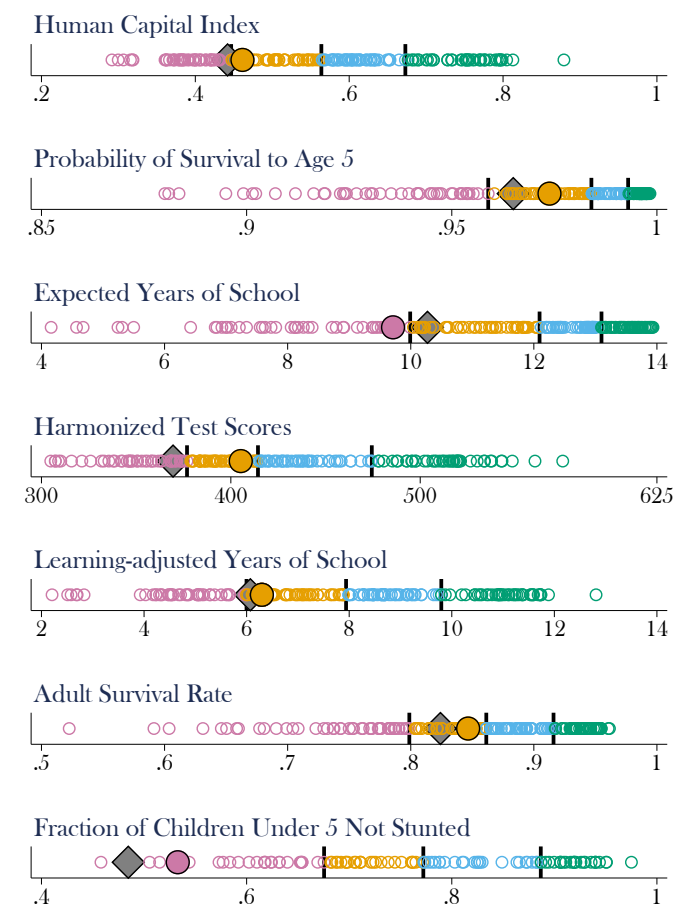 Human Capital Index
.2 .4 .6 .8 1
Probability of Survival to Age 5
.85 .9 .95 1
Expected Years of School
4 6 8 10 12 14
Harmonized Test Scores
300 400 500 625
Learning-adjusted Years of School
2 4 6 8 10 12 14
Adult Survival Rate
.5 .6 .7 .8 .9 1
Fraction of Children Under 5 Not Stunted
.4 .6 .8 1